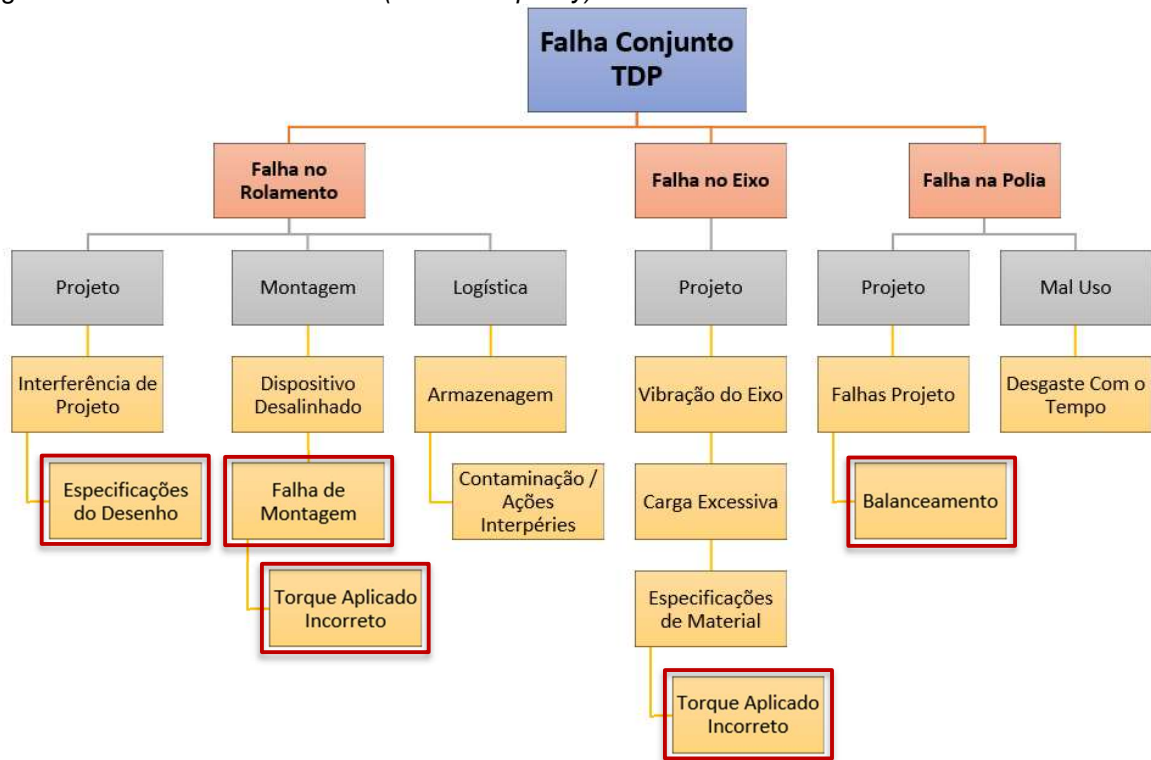 Falha Conjunto
TDP
Falha no
Rolamento
Falha no Eixo
Falha na Polia
Projeto
Montagem
Logística
Projeto
Projeto
Mal Uso
Interferência de
Projeto
Dispositivo
Desalinhado
Armazenagem
Vibração do Eixo
Falhas Projeto
Desgaste Com o
Tempo
Especificações
do Desenho
Falha de
Montagem
Contaminação /
Ações
Interpéries
Carga Excessiva
Balanceamento
Torque Aplicado
Incorreto
Especificações
de Material
Torque Aplicado
Incorreto